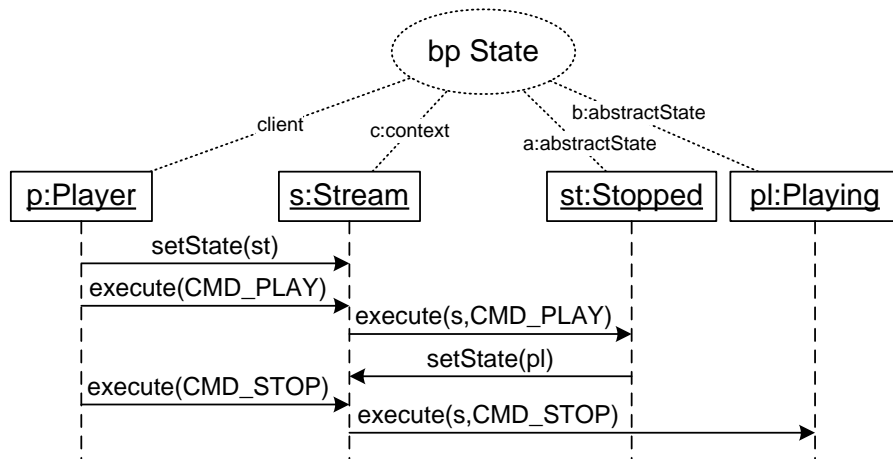 bp State
client
c:context
b:abstractState
a:abstractState
p:Player
s:Stream
st:Stopped
pl:Playing
setState(st)
execute(CMD_PLAY)
execute(s,CMD_PLAY)
setState(pl)
execute(CMD_STOP)
execute(s,CMD_STOP)